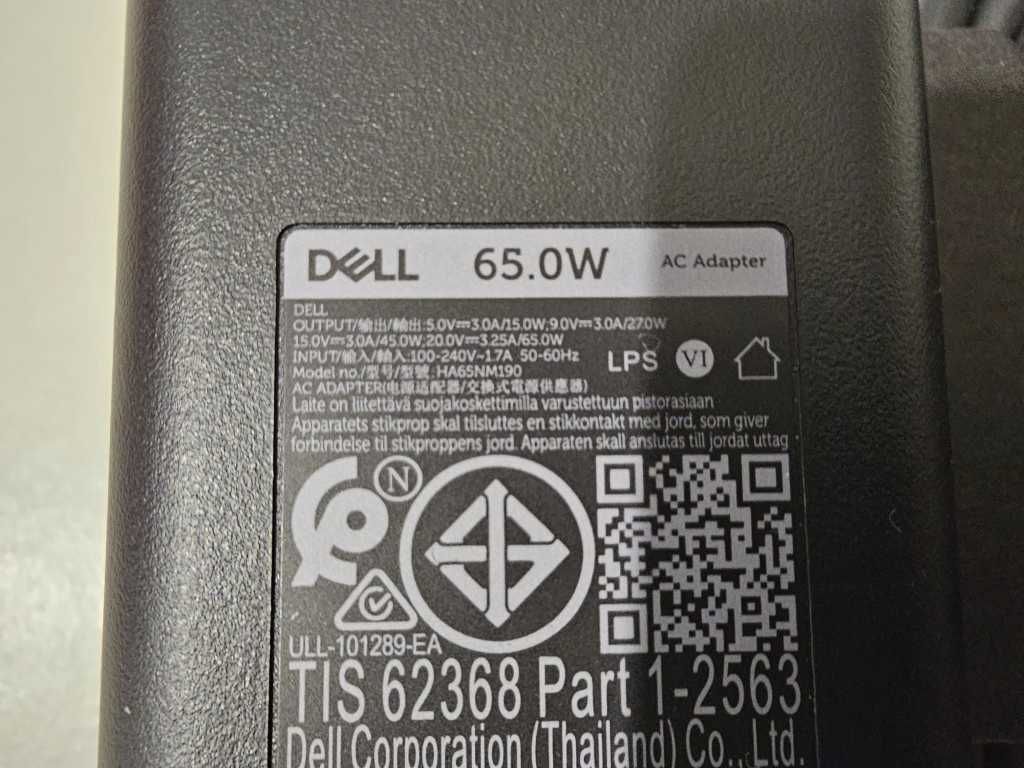 DELL 65.0W AC Adapter
DELL
OUTPUT/输出/輸出:5.0V⎓3.0A/15.0W;9.0V⎓3.0A/27.0W
15.0V⎓3.0A/45.0W;20.0V⎓3.25A/65.0W
INPUT/输入/輸入:100-240V~1.7A 50-60Hz
Model no./型号/型號:HA65NM190
AC ADAPTER(电源适配器/交換式電源供應器)
LPS VI
Laite on liitettävä suojakoskettimilla varustettuun pistorasiaan
Apparatets stikprop skal tilsluttes en stikkontakt med jord, som giver
forbindelse til stikproppens jord. Apparaten skall anslutas till jordat uttag
N
ULL-101289-EA
TIS 62368 Part 1-2563
Dell Corporation (Thailand) Co., Ltd.